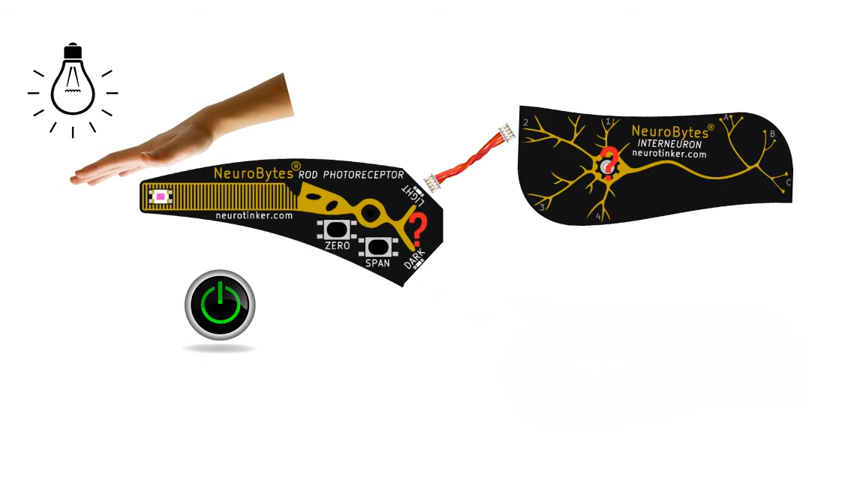 NeuroBytes® ROD PHOTORECEPTOR
neurotinker.com
LIGHT
?
DARK
ZERO
SPAN
NeuroBytes®
INTERNEURON
neurotinker.com
?
1
2
3
4
A
B
C